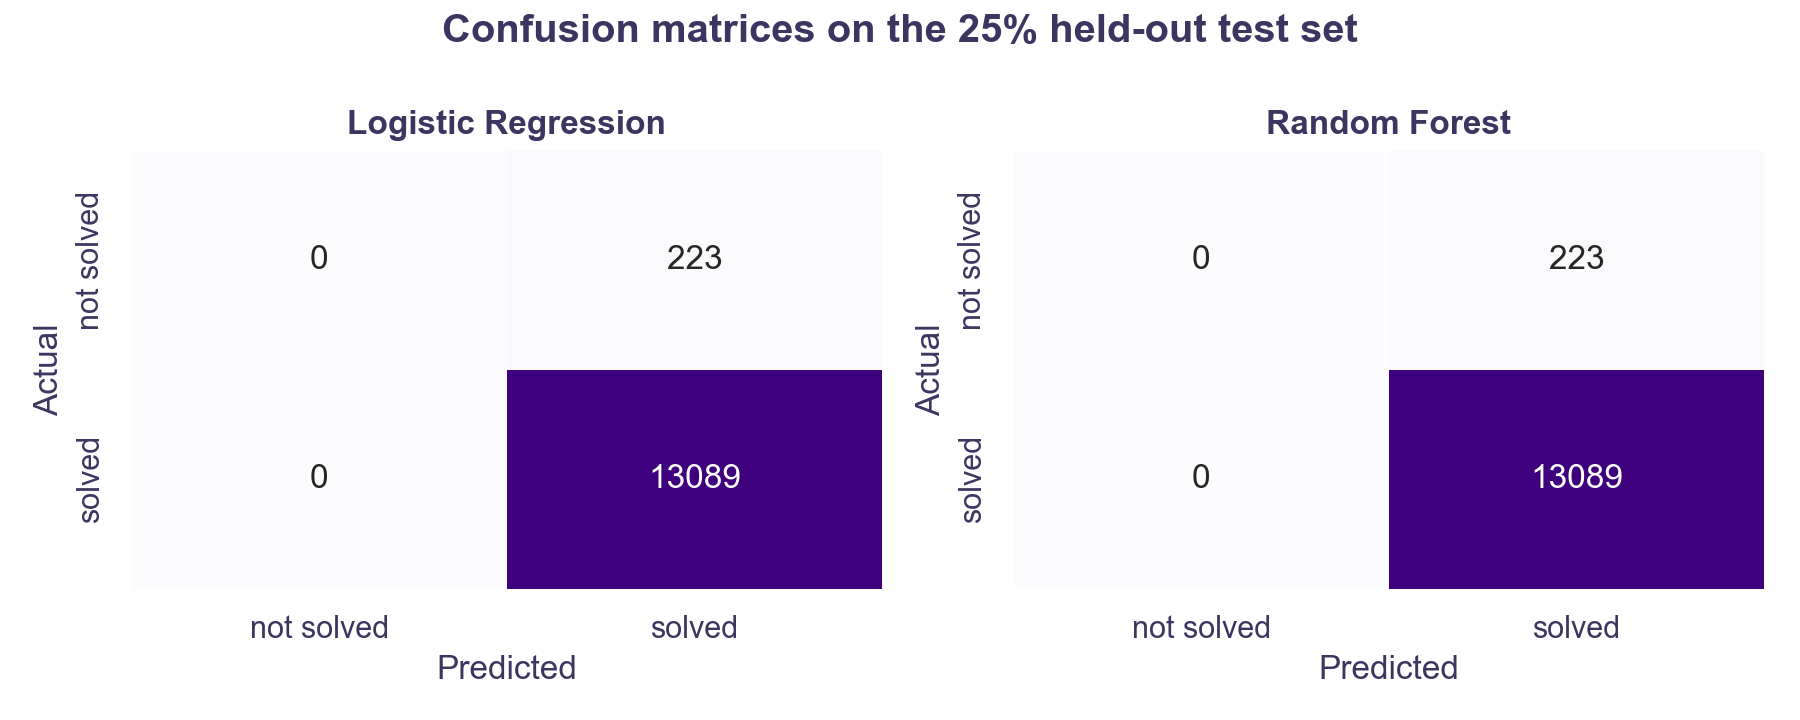 Confusion matrices on the 25% held-out test set
Logistic Regression
Actual
not solved
solved
0
223
0
13089
not solved
solved
Predicted
Random Forest
Actual
not solved
solved
0
223
0
13089
not solved
solved
Predicted